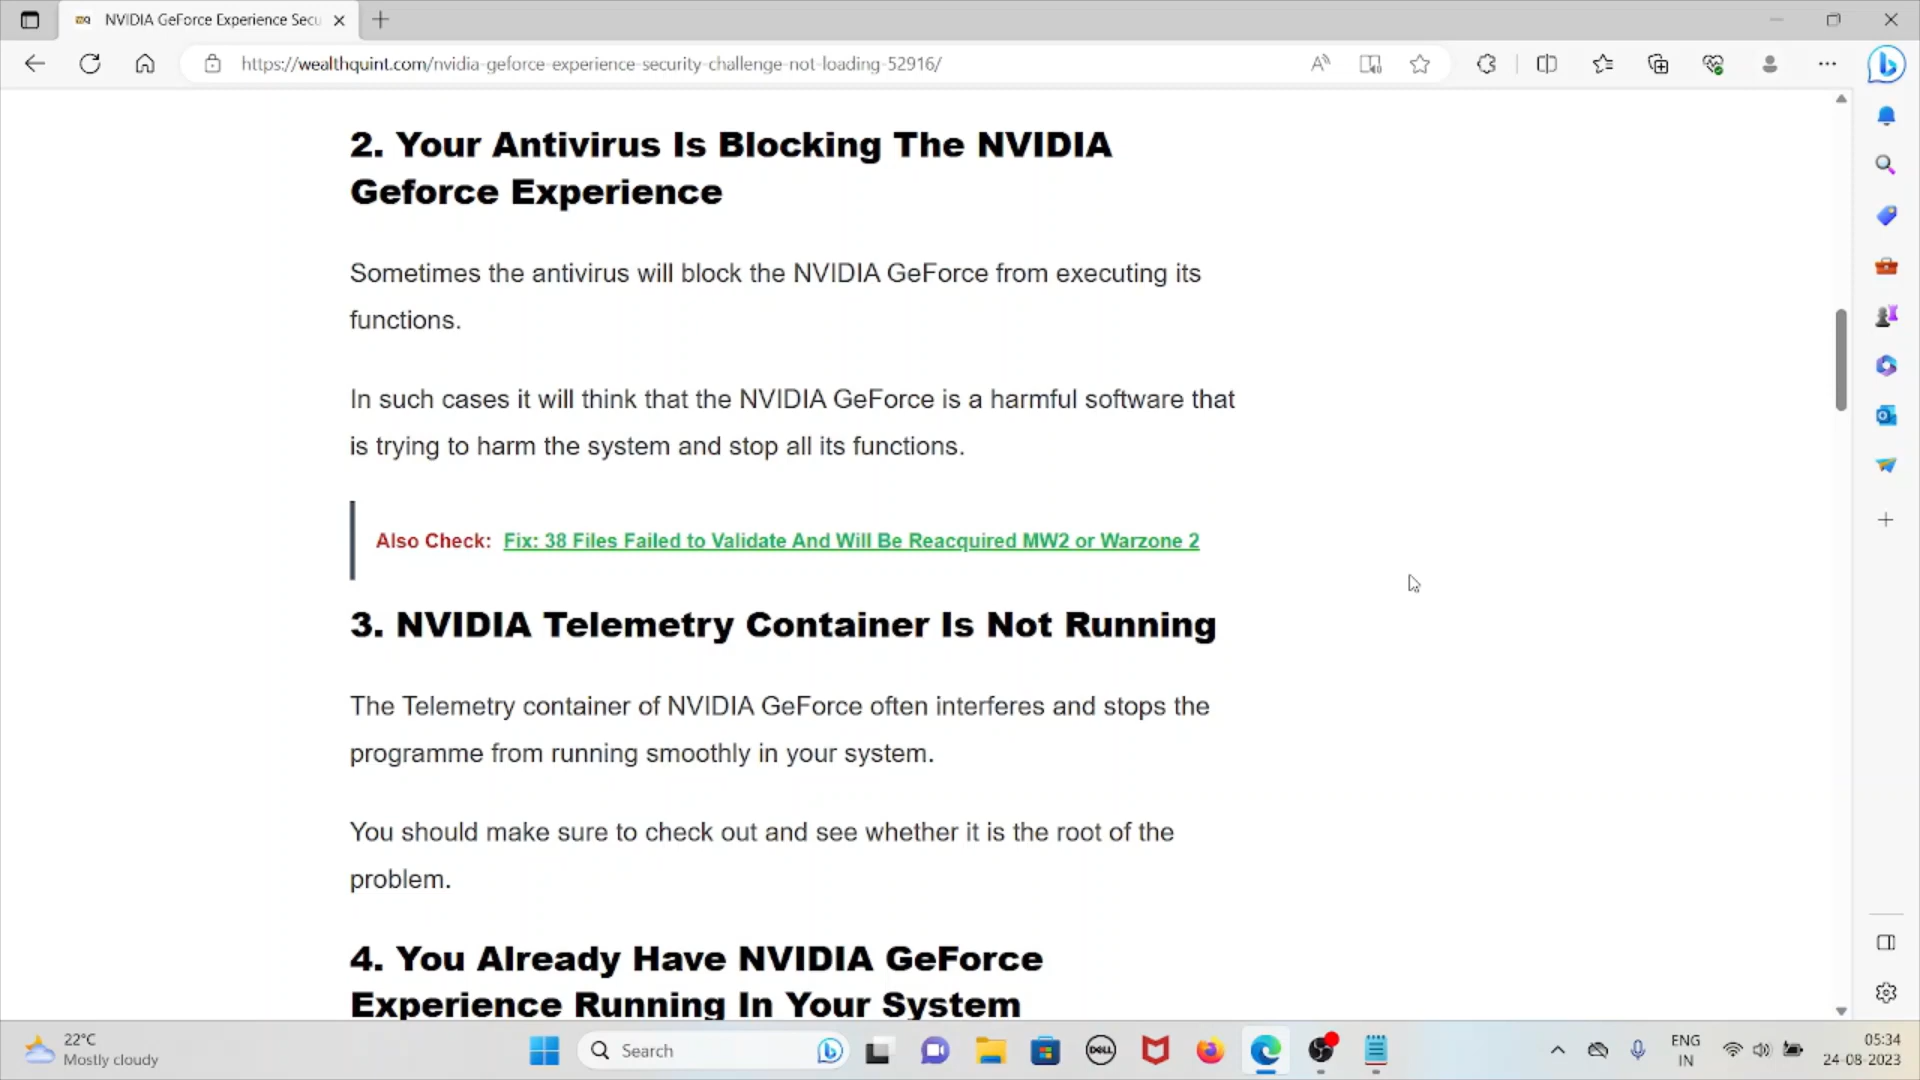 NVIDIA GeForce Experience Secu
https://wealthquint.com/nvidia-geforce-experience-security-challenge-not-loading-52916/
2. Your Antivirus Is Blocking The NVIDIA
Geforce Experience
Sometimes the antivirus will block the NVIDIA GeForce from executing its
functions.
In such cases it will think that the NVIDIA GeForce is a harmful software that
is trying to harm the system and stop all its functions.
Also Check: Fix: 38 Files Failed to Validate And Will Be Reacquired MW2 or Warzone 2
3. NVIDIA Telemetry Container Is Not Running
The Telemetry container of NVIDIA GeForce often interferes and stops the
programme from running smoothly in your system.
You should make sure to check out and see whether it is the root of the
problem.
4. You Already Have NVIDIA GeForce
Experience Running In Your System
22°C
Mostly cloudy
Search
DELL
ENG
IN
05:34
24-08-2023